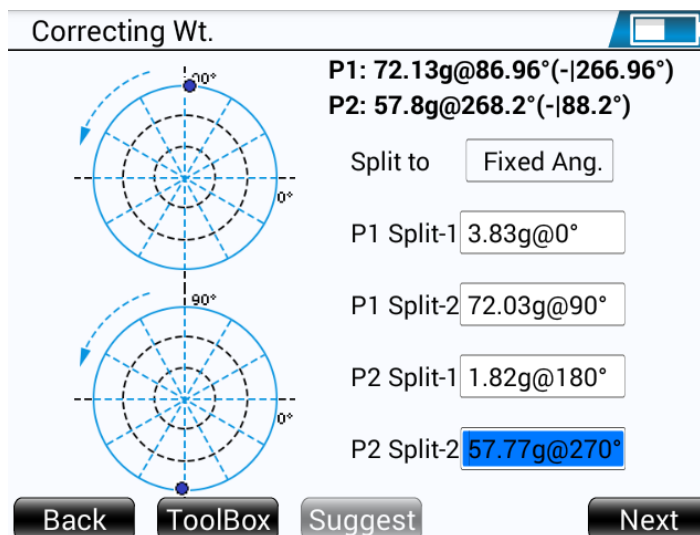 Correcting Wt.
P1: 72.13g@86.96°(-|266.96°)
P2: 57.8g@268.2°(-|88.2°)
90°
0°
Split to Fixed Ang.
P1 Split-1 3.83g@0°
P1 Split-2 72.03g@90°
90°
0°
P2 Split-1 1.82g@180°
P2 Split-2 57.77g@270°
Back ToolBox Suggest Next